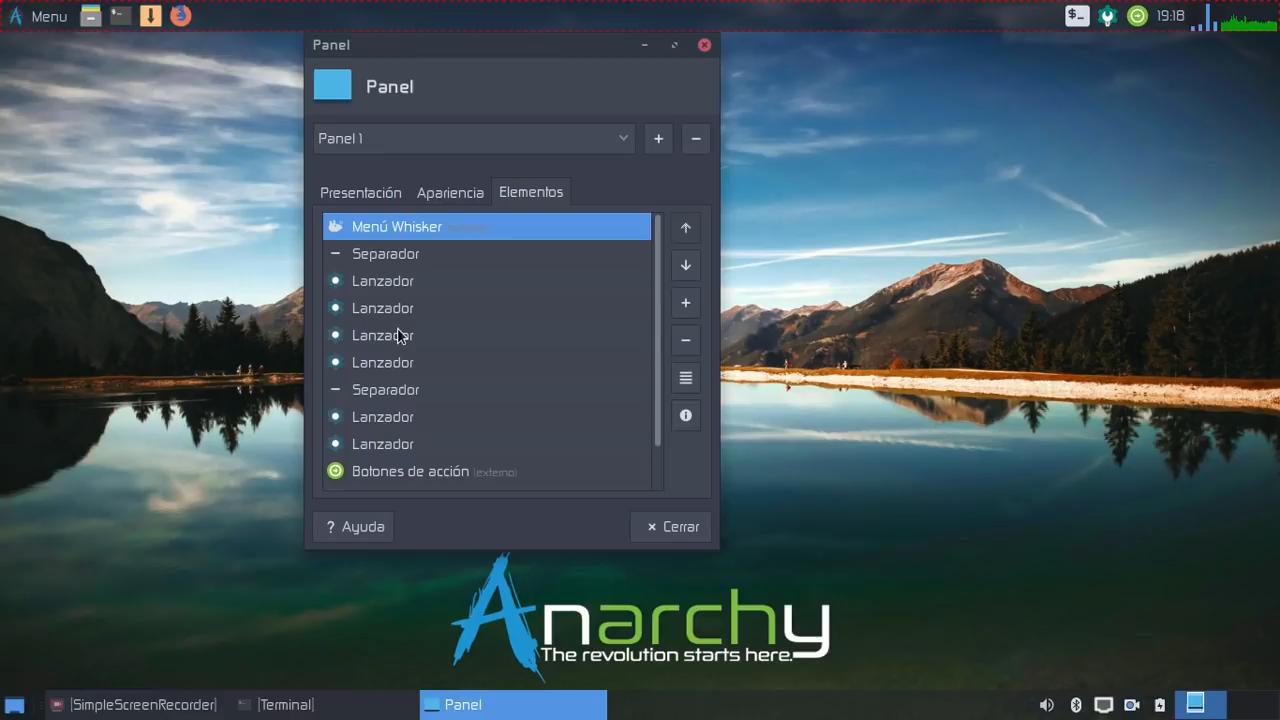 Menu
19:18
Panel
Panel
Panel 1
Presentación
Apariencia
Elementos
Menú Whisker
Separador
Lanzador
Lanzador
Lanzador
Lanzador
Separador
Lanzador
Lanzador
Botones de acción (externo)
? Ayuda
Cerrar
Anarchy
The revolution starts here.
[SimpleScreenRecorder]
[Terminal]
Panel